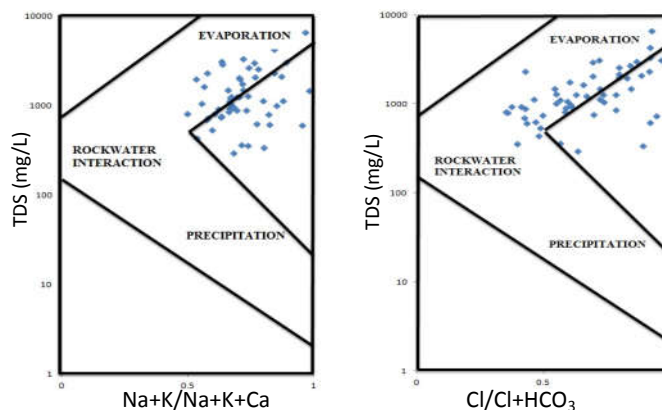 10000
1000
100
10
1
TDS (mg/L)
EVAPORATION
ROCKWATER
INTERACTION
PRECIPITATION
0
0.5
1
Na+K/Na+K+Ca
10000
1000
100
10
1
TDS (mg/L)
EVAPORATION
ROCKWATER
INTERACTION
PRECIPITATION
0
0.5
Cl/Cl+HCO₃